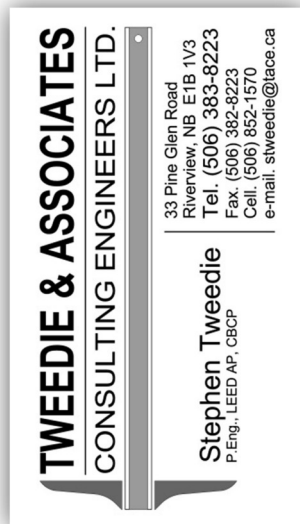 TWEEDIE & ASSOCIATES
CONSULTING ENGINEERS LTD.
Stephen Tweedie
P.Eng., LEED AP, CBCP
33 Pine Glen Road
Riverview, NB E1B 1V3
Tel. (506) 383-8223
Fax. (506) 382-8223
Cell. (506) 852-1570
e-mail. stweedie@tace.ca